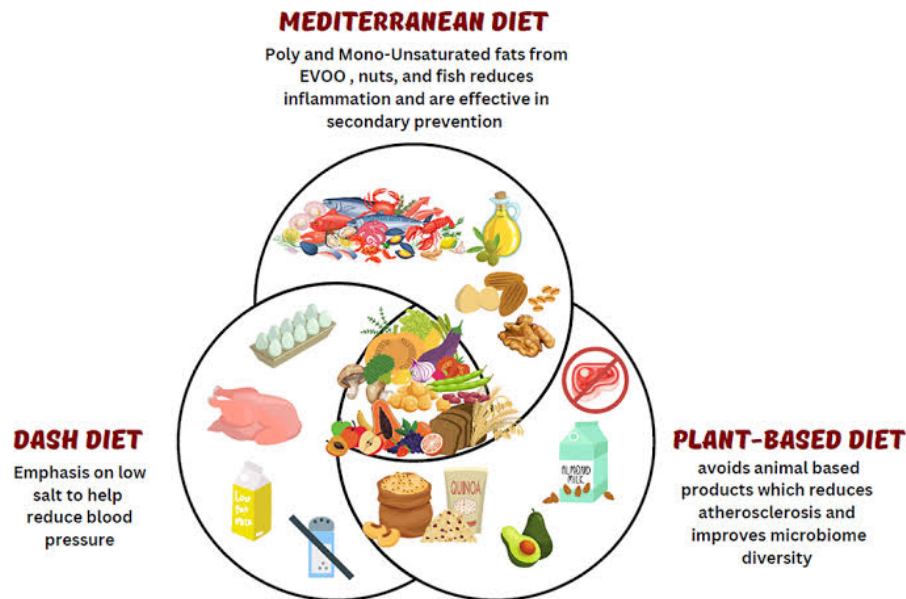 MEDITERRANEAN DIET
Poly and Mono-Unsaturated fats from
EVOO , nuts, and fish reduces
inflammation and are effective in
secondary prevention
DASH DIET
Emphasis on low
salt to help
reduce blood
pressure
PLANT-BASED DIET
avoids animal based
products which reduces
atherosclerosis and
improves microbiome
diversity
ALMOND
MILK
QUINOA
LOW
FAT
MILK